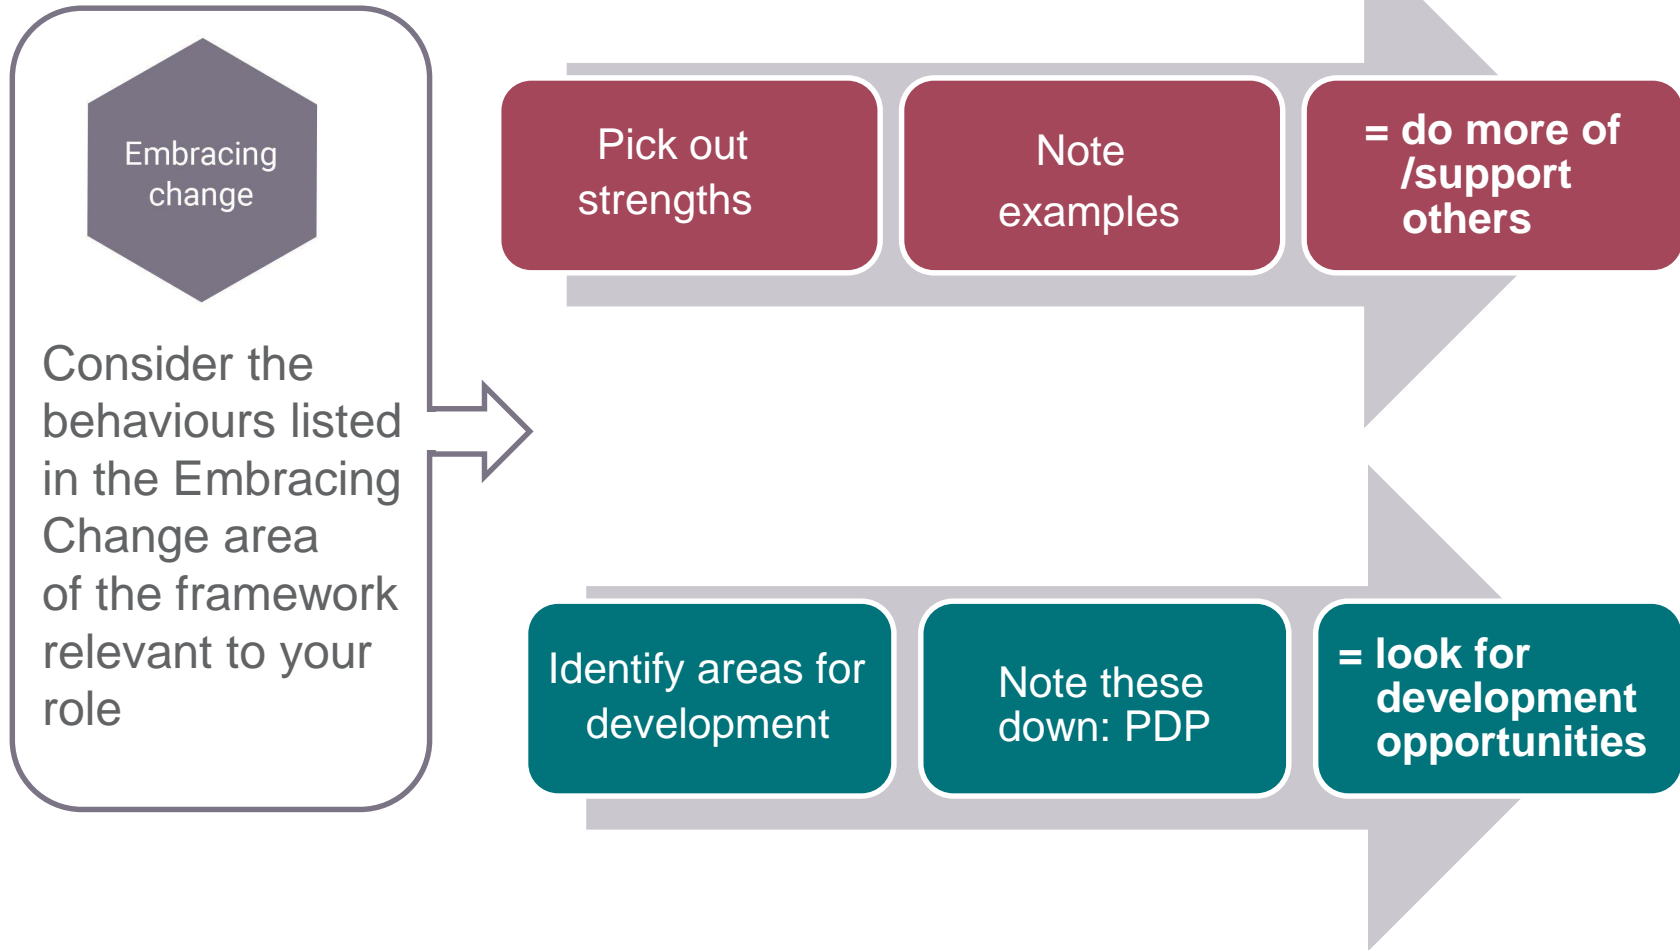 Embracing
change
Consider the
behaviours listed
in the Embracing
Change area
of the framework
relevant to your
role
Pick out
strengths
Note
examples
= do more of
/support
others
Identify areas for
development
Note these
down: PDP
= look for
development
opportunities